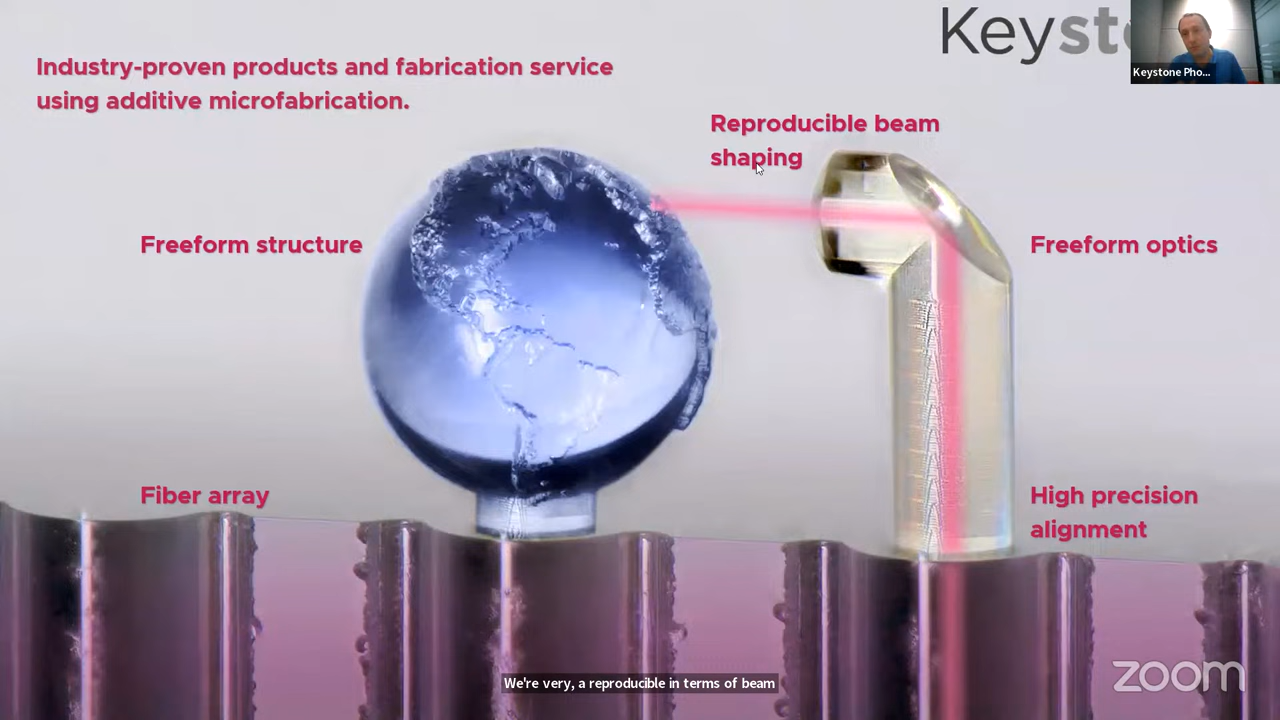 Keyst
Keystone Pho...
Industry-proven products and fabrication service
using additive microfabrication.
Reproducible beam
shaping
Freeform structure
Freeform optics
Fiber array
High precision
alignment
We're very, a reproducible in terms of beam
zoom